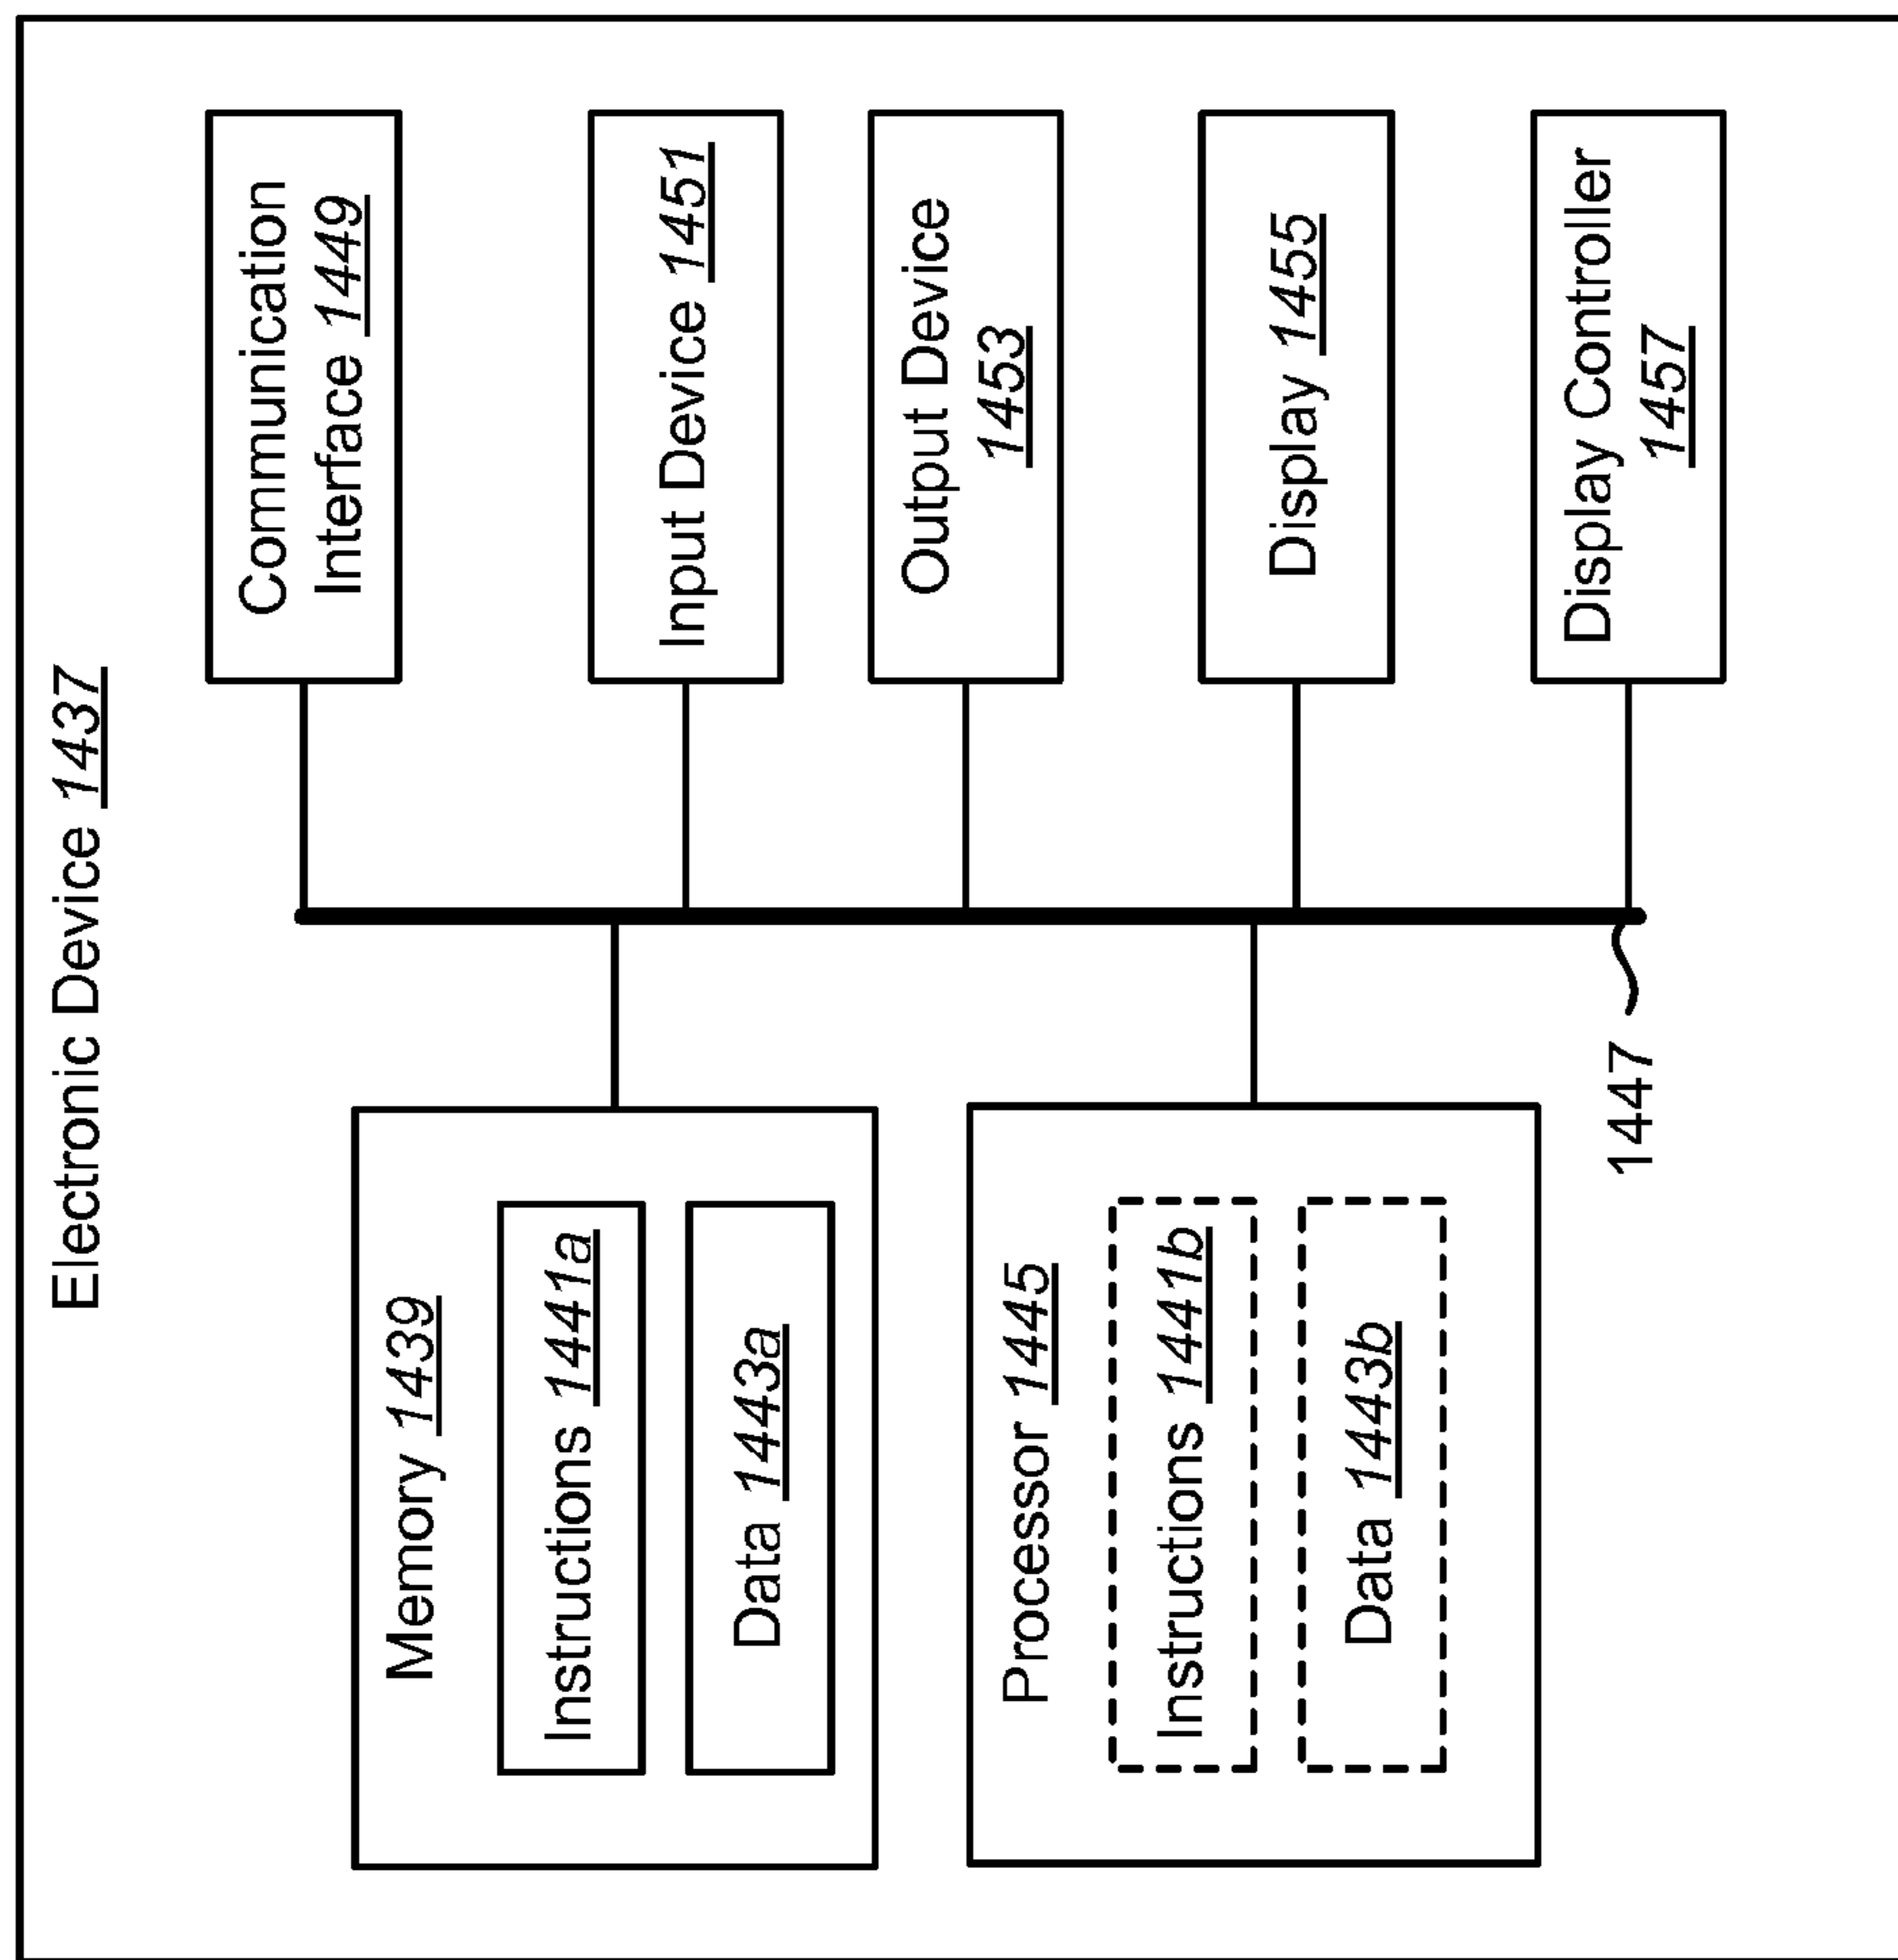 Electronic Device 1437
Memory 1439
Instructions 1441a
Data 1443a
Processor 1445
Instructions 1441b
Data 1443b
1447
Communication
Interface 1449
Input Device 1451
Output Device
1453
Display 1455
Display Controller
1457